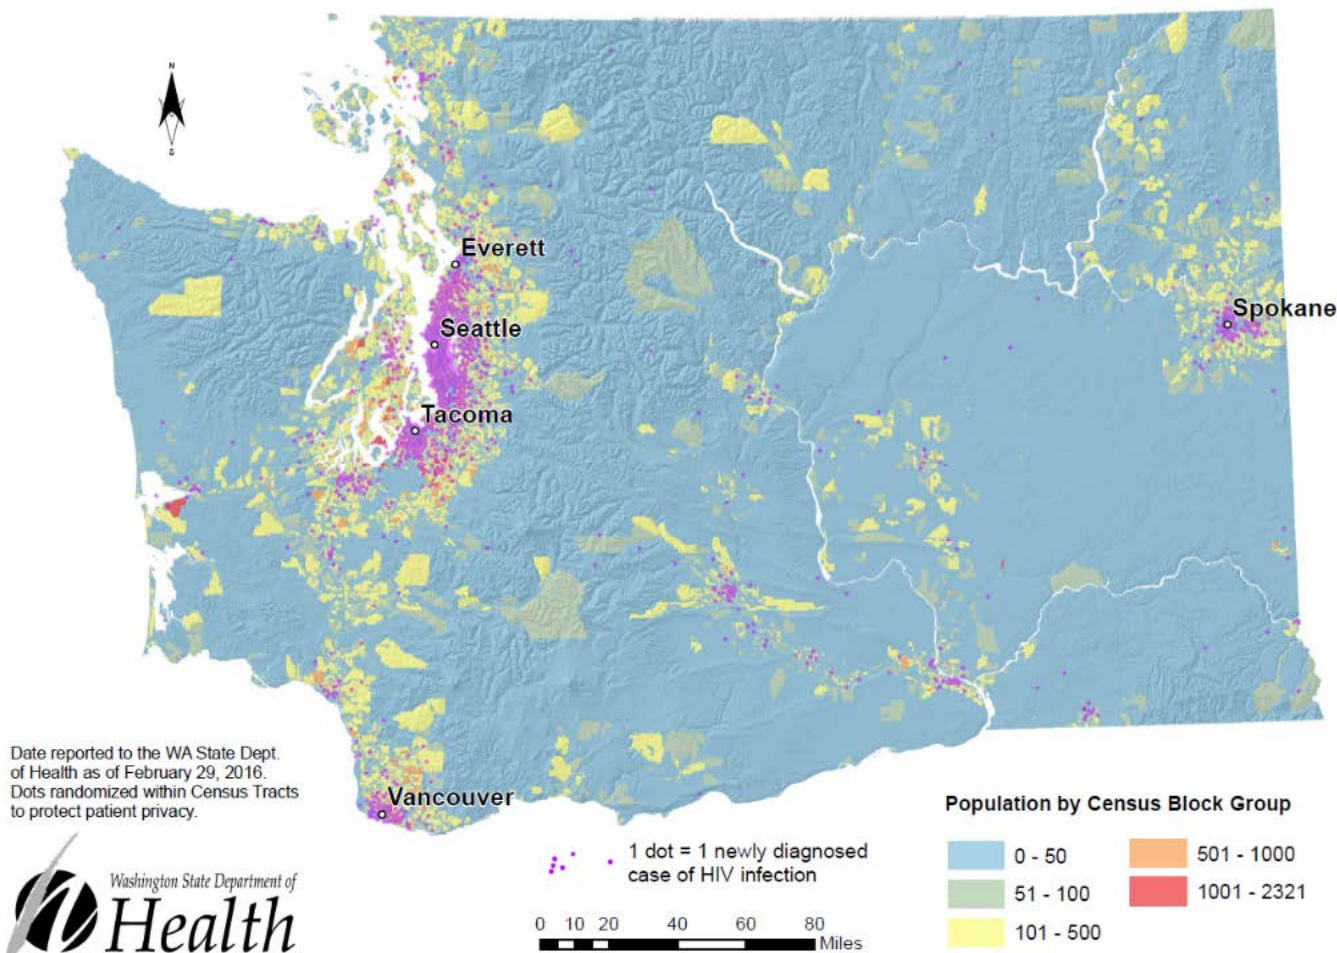 N
S
Everett
Seattle
Spokane
Tacoma
Vancouver
Date reported to the WA State Dept.
of Health as of February 29, 2016.
Dots randomized within Census Tracts
to protect patient privacy.
Washington State Department of
Health
1 dot = 1 newly diagnosed
case of HIV infection
0 10 20 40 60 80
Miles
Population by Census Block Group
0 - 50
51 - 100
101 - 500
501 - 1000
1001 - 2321